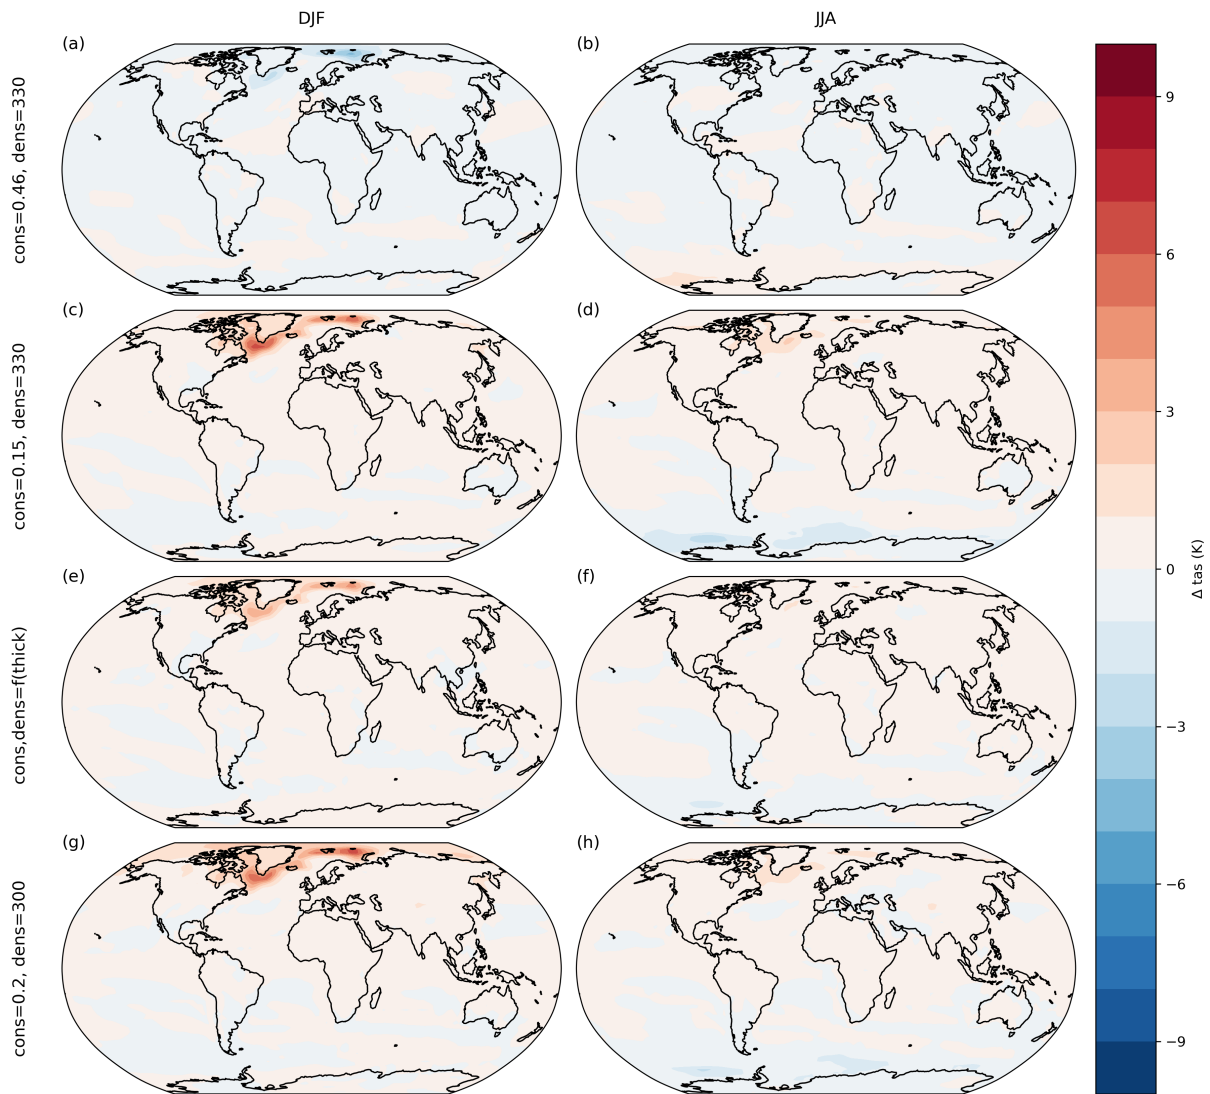 DJF
JJA
(a)
(b)
cons=0.46, dens=330
9
(c)
(d)
cons=0.15, dens=330
6
3
0
Δ tas (K)
(e)
(f)
cons,dens=f(thick)
−3
(g)
(h)
cons=0.2, dens=300
−6
−9